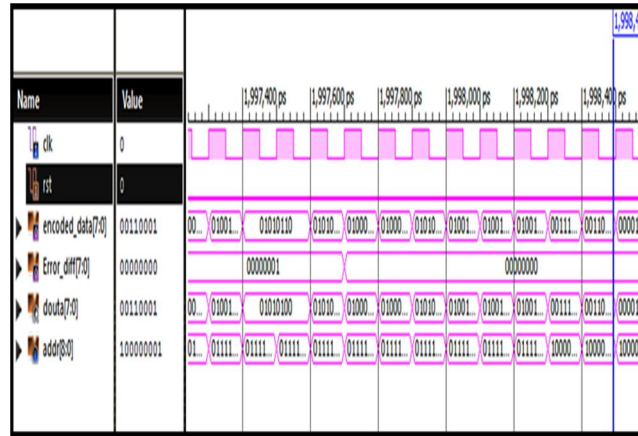 1,998,4
Name Value 1,997,400 ps 1,997,600 ps 1,997,800 ps 1,998,000 ps 1,998,200 ps 1,998,40
clk 0
rst 0
encoded_data[7:0] 00110001 00... 01001... 01010110 01010... 01000... 01000... 01010... 01001... 01001... 01001... 00111... 00110... 00001
Error_diff[7:0] 00000000 00000001 00000000
douta[7:0] 00110001 00... 01001... 01010100 01010... 01000... 01000... 01010... 01001... 01001... 01001... 00111... 00110... 00001
addr[8:0] 100000001 01... 01111... 01111... 01111... 01111... 01111... 01111... 01111... 01111... 01111... 01111... 10000... 10000... 10000